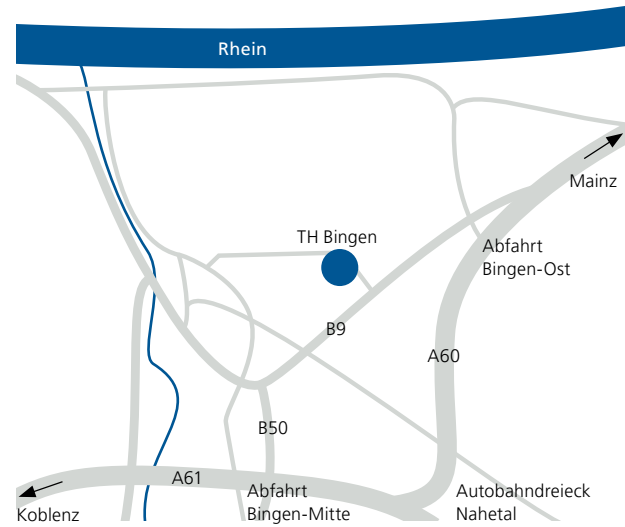 Rhein
Mainz
TH Bingen
Abfahrt
Bingen-Ost
B9
A60
B50
A61
Abfahrt
Bingen-Mitte
Autobahndreieck
Nahetal
Koblenz